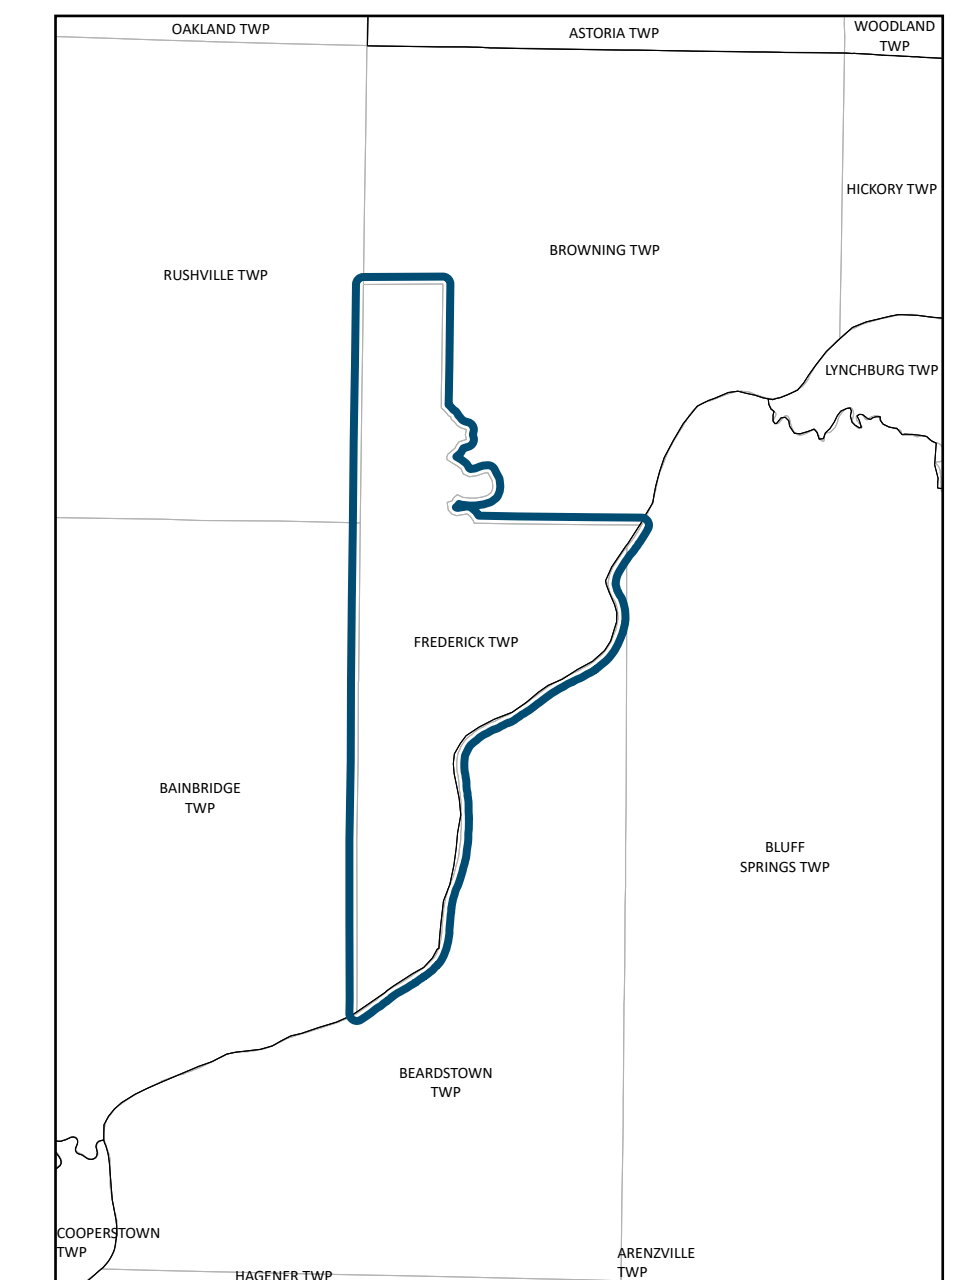 OAKLAND TWP
ASTORIA TWP
WOODLAND
TWP
HICKORY TWP
BROWNING TWP
RUSHVILLE TWP
LYNCHBURG TWP
FREDERICK TWP
BAINBRIDGE
TWP
BLUFF
SPRINGS TWP
BEARDSTOWN
TWP
COOPERSTOWN
TWP
ARENZVILLE
TWP
HAGENER TWP